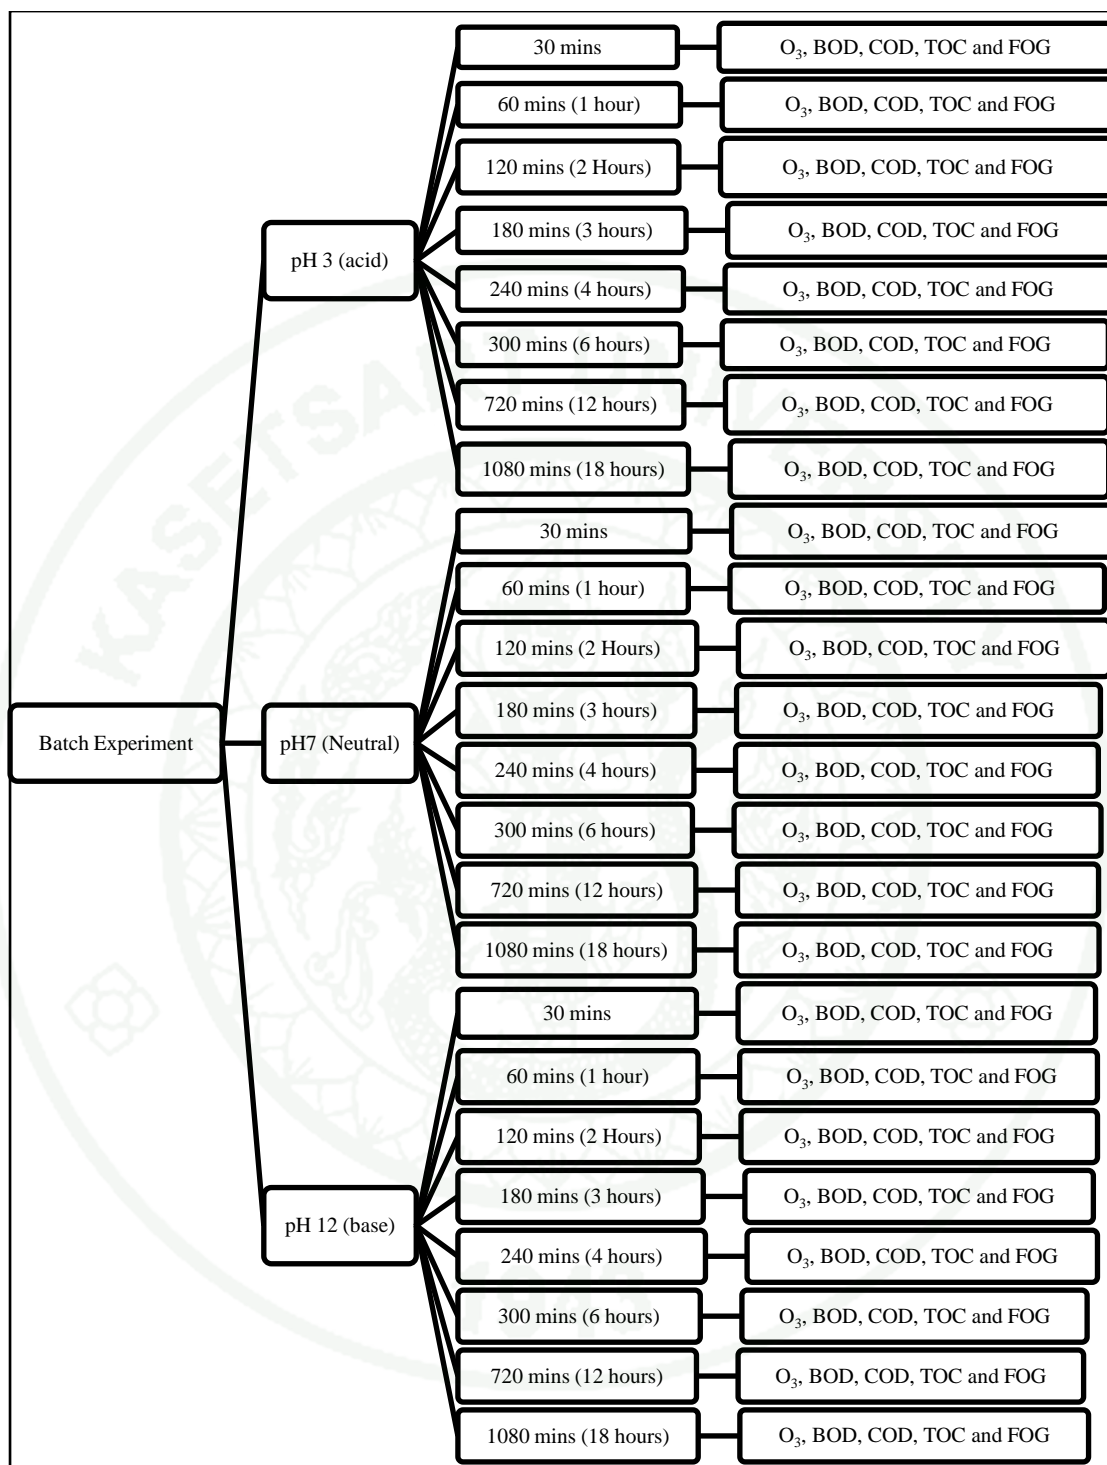 Batch Experiment
pH 3 (acid)
30 mins
O₃, BOD, COD, TOC and FOG
60 mins (1 hour)
O₃, BOD, COD, TOC and FOG
120 mins (2 Hours)
O₃, BOD, COD, TOC and FOG
180 mins (3 hours)
O₃, BOD, COD, TOC and FOG
240 mins (4 hours)
O₃, BOD, COD, TOC and FOG
300 mins (6 hours)
O₃, BOD, COD, TOC and FOG
720 mins (12 hours)
O₃, BOD, COD, TOC and FOG
1080 mins (18 hours)
O₃, BOD, COD, TOC and FOG
pH7 (Neutral)
30 mins
O₃, BOD, COD, TOC and FOG
60 mins (1 hour)
O₃, BOD, COD, TOC and FOG
120 mins (2 Hours)
O₃, BOD, COD, TOC and FOG
180 mins (3 hours)
O₃, BOD, COD, TOC and FOG
240 mins (4 hours)
O₃, BOD, COD, TOC and FOG
300 mins (6 hours)
O₃, BOD, COD, TOC and FOG
720 mins (12 hours)
O₃, BOD, COD, TOC and FOG
1080 mins (18 hours)
O₃, BOD, COD, TOC and FOG
pH 12 (base)
30 mins
O₃, BOD, COD, TOC and FOG
60 mins (1 hour)
O₃, BOD, COD, TOC and FOG
120 mins (2 Hours)
O₃, BOD, COD, TOC and FOG
180 mins (3 hours)
O₃, BOD, COD, TOC and FOG
240 mins (4 hours)
O₃, BOD, COD, TOC and FOG
300 mins (6 hours)
O₃, BOD, COD, TOC and FOG
720 mins (12 hours)
O₃, BOD, COD, TOC and FOG
1080 mins (18 hours)
O₃, BOD, COD, TOC and FOG